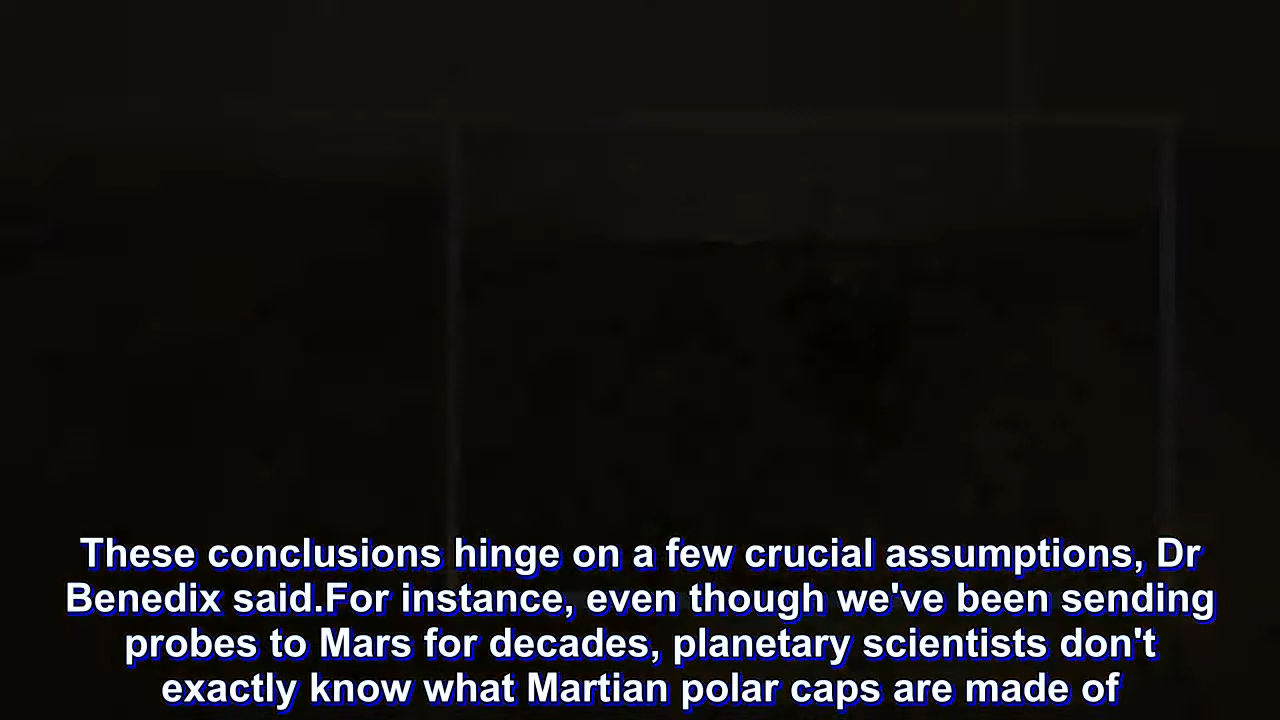 These conclusions hinge on a few crucial assumptions, Dr
Benedix said.For instance, even though we've been sending
probes to Mars for decades, planetary scientists don't
exactly know what Martian polar caps are made of